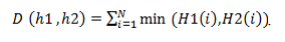 D (h1,h2) = ∑ᵢ₌₁ᴺ min (H1(i),H2(i)).